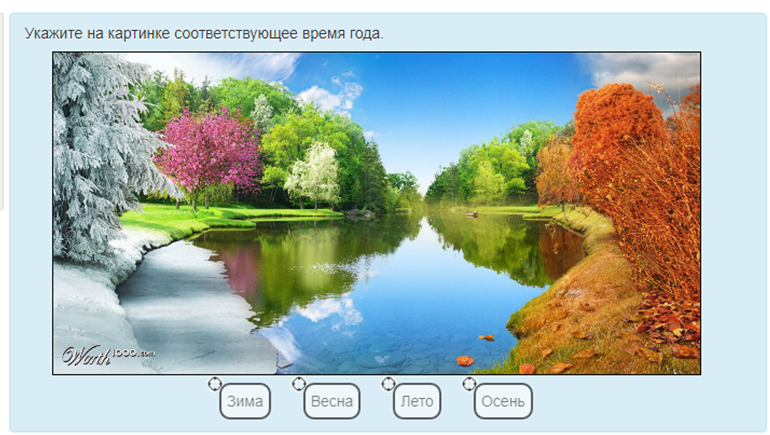 Укажите на картинке соответствующее время года.
Worth1000.com
Зима
Весна
Лето
Осень